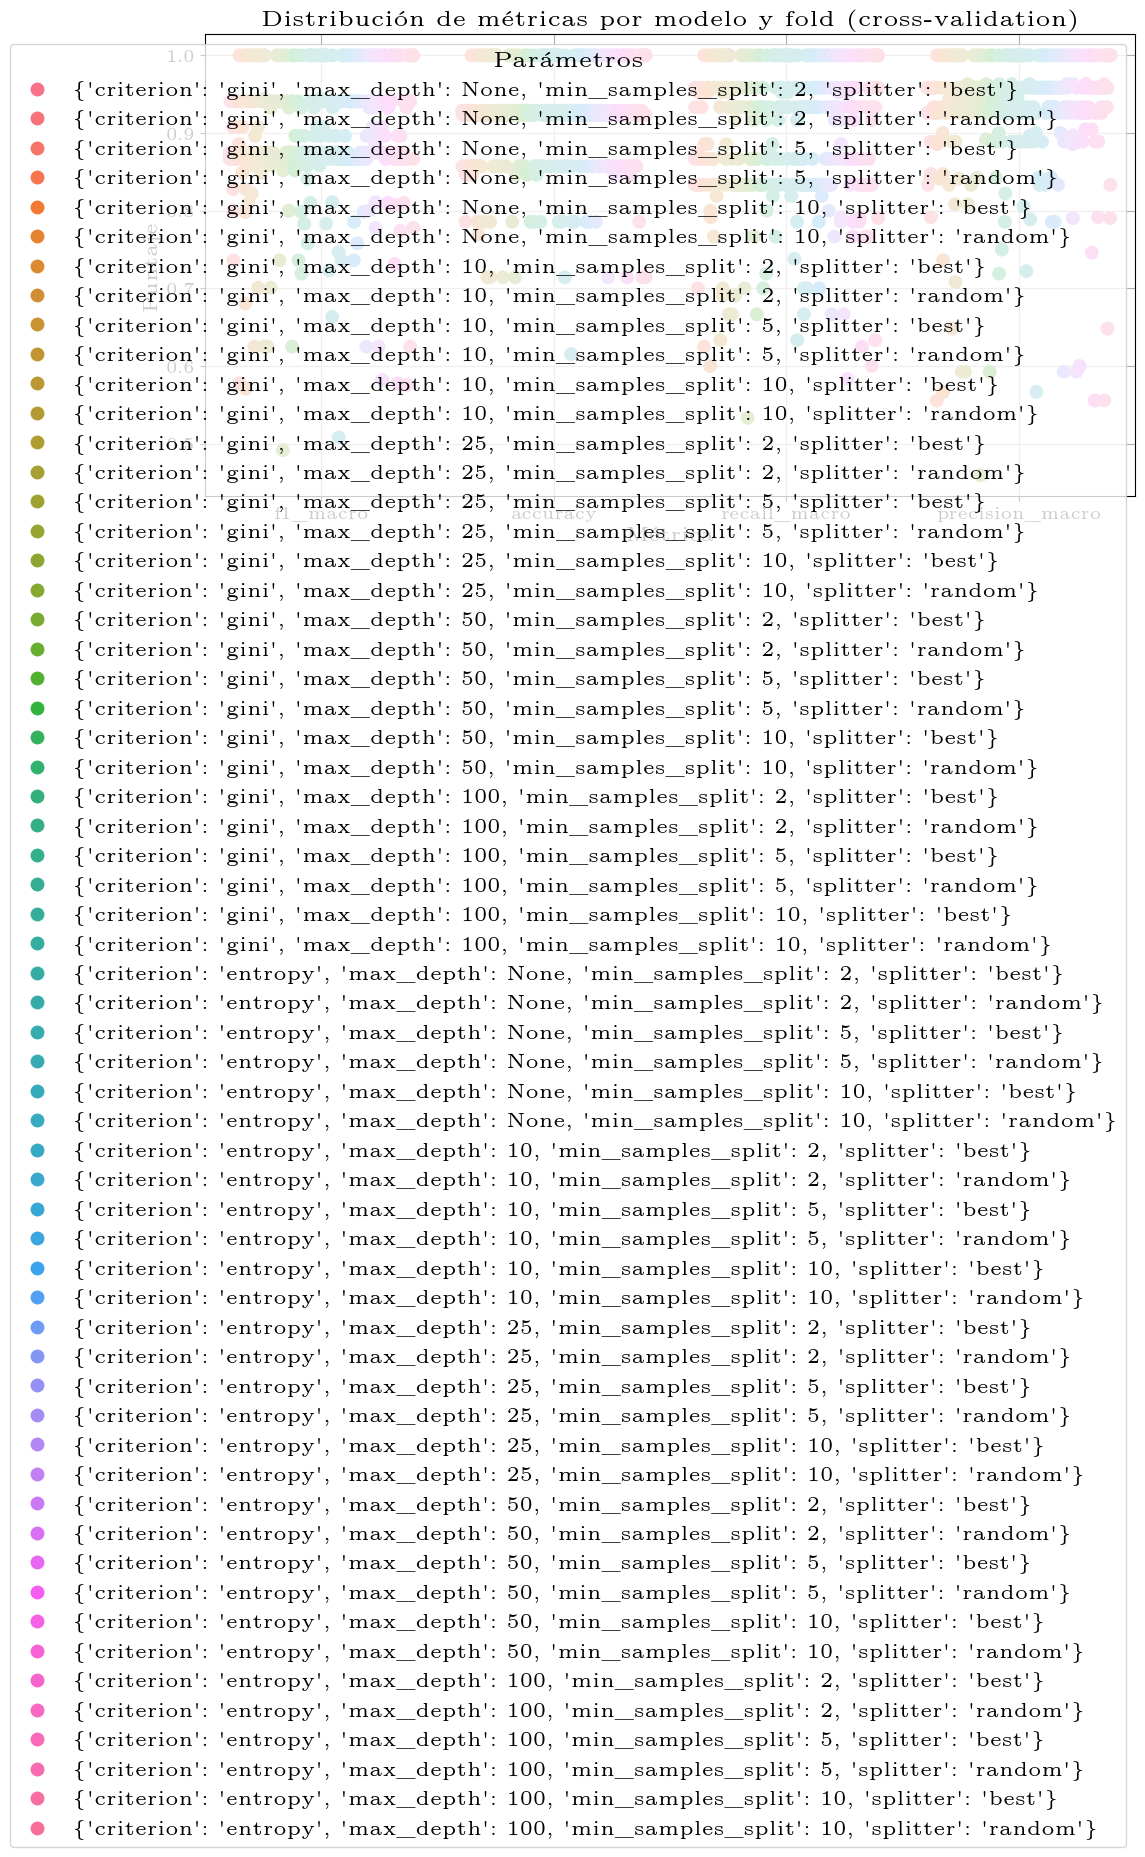 Distribución de métricas por modelo y fold (cross-validation)
1.0
0.9
0.7
0.6
Parámetros
{'criterion': 'gini', 'max_depth': None, 'min_samples_split': 2, 'splitter': 'best'}
{'criterion': 'gini', 'max_depth': None, 'min_samples_split': 2, 'splitter': 'random'}
{'criterion': 'gini', 'max_depth': None, 'min_samples_split': 5, 'splitter': 'best'}
{'criterion': 'gini', 'max_depth': None, 'min_samples_split': 5, 'splitter': 'random'}
{'criterion': 'gini', 'max_depth': None, 'min_samples_split': 10, 'splitter': 'best'}
{'criterion': 'gini', 'max_depth': None, 'min_samples_split': 10, 'splitter': 'random'}
{'criterion': 'gini', 'max_depth': 10, 'min_samples_split': 2, 'splitter': 'best'}
{'criterion': 'gini', 'max_depth': 10, 'min_samples_split': 2, 'splitter': 'random'}
{'criterion': 'gini', 'max_depth': 10, 'min_samples_split': 5, 'splitter': 'best'}
{'criterion': 'gini', 'max_depth': 10, 'min_samples_split': 5, 'splitter': 'random'}
{'criterion': 'gini', 'max_depth': 10, 'min_samples_split': 10, 'splitter': 'best'}
{'criterion': 'gini', 'max_depth': 10, 'min_samples_split': 10, 'splitter': 'random'}
{'criterion': 'gini', 'max_depth': 25, 'min_samples_split': 2, 'splitter': 'best'}
{'criterion': 'gini', 'max_depth': 25, 'min_samples_split': 2, 'splitter': 'random'}
{'criterion': 'gini', 'max_depth': 25, 'min_samples_split': 5, 'splitter': 'best'}
{'criterion': 'gini', 'max_depth': 25, 'min_samples_split': 5, 'splitter': 'random'}
{'criterion': 'gini', 'max_depth': 25, 'min_samples_split': 10, 'splitter': 'best'}
{'criterion': 'gini', 'max_depth': 25, 'min_samples_split': 10, 'splitter': 'random'}
{'criterion': 'gini', 'max_depth': 50, 'min_samples_split': 2, 'splitter': 'best'}
{'criterion': 'gini', 'max_depth': 50, 'min_samples_split': 2, 'splitter': 'random'}
{'criterion': 'gini', 'max_depth': 50, 'min_samples_split': 5, 'splitter': 'best'}
{'criterion': 'gini', 'max_depth': 50, 'min_samples_split': 5, 'splitter': 'random'}
{'criterion': 'gini', 'max_depth': 50, 'min_samples_split': 10, 'splitter': 'best'}
{'criterion': 'gini', 'max_depth': 50, 'min_samples_split': 10, 'splitter': 'random'}
{'criterion': 'gini', 'max_depth': 100, 'min_samples_split': 2, 'splitter': 'best'}
{'criterion': 'gini', 'max_depth': 100, 'min_samples_split': 2, 'splitter': 'random'}
{'criterion': 'gini', 'max_depth': 100, 'min_samples_split': 5, 'splitter': 'best'}
{'criterion': 'gini', 'max_depth': 100, 'min_samples_split': 5, 'splitter': 'random'}
{'criterion': 'gini', 'max_depth': 100, 'min_samples_split': 10, 'splitter': 'best'}
{'criterion': 'gini', 'max_depth': 100, 'min_samples_split': 10, 'splitter': 'random'}
{'criterion': 'entropy', 'max_depth': None, 'min_samples_split': 2, 'splitter': 'best'}
{'criterion': 'entropy', 'max_depth': None, 'min_samples_split': 2, 'splitter': 'random'}
{'criterion': 'entropy', 'max_depth': None, 'min_samples_split': 5, 'splitter': 'best'}
{'criterion': 'entropy', 'max_depth': None, 'min_samples_split': 5, 'splitter': 'random'}
{'criterion': 'entropy', 'max_depth': None, 'min_samples_split': 10, 'splitter': 'best'}
{'criterion': 'entropy', 'max_depth': None, 'min_samples_split': 10, 'splitter': 'random'}
{'criterion': 'entropy', 'max_depth': 10, 'min_samples_split': 2, 'splitter': 'best'}
{'criterion': 'entropy', 'max_depth': 10, 'min_samples_split': 2, 'splitter': 'random'}
{'criterion': 'entropy', 'max_depth': 10, 'min_samples_split': 5, 'splitter': 'best'}
{'criterion': 'entropy', 'max_depth': 10, 'min_samples_split': 5, 'splitter': 'random'}
{'criterion': 'entropy', 'max_depth': 10, 'min_samples_split': 10, 'splitter': 'best'}
{'criterion': 'entropy', 'max_depth': 10, 'min_samples_split': 10, 'splitter': 'random'}
{'criterion': 'entropy', 'max_depth': 25, 'min_samples_split': 2, 'splitter': 'best'}
{'criterion': 'entropy', 'max_depth': 25, 'min_samples_split': 2, 'splitter': 'random'}
{'criterion': 'entropy', 'max_depth': 25, 'min_samples_split': 5, 'splitter': 'best'}
{'criterion': 'entropy', 'max_depth': 25, 'min_samples_split': 5, 'splitter': 'random'}
{'criterion': 'entropy', 'max_depth': 25, 'min_samples_split': 10, 'splitter': 'best'}
{'criterion': 'entropy', 'max_depth': 25, 'min_samples_split': 10, 'splitter': 'random'}
{'criterion': 'entropy', 'max_depth': 50, 'min_samples_split': 2, 'splitter': 'best'}
{'criterion': 'entropy', 'max_depth': 50, 'min_samples_split': 2, 'splitter': 'random'}
{'criterion': 'entropy', 'max_depth': 50, 'min_samples_split': 5, 'splitter': 'best'}
{'criterion': 'entropy', 'max_depth': 50, 'min_samples_split': 5, 'splitter': 'random'}
{'criterion': 'entropy', 'max_depth': 50, 'min_samples_split': 10, 'splitter': 'best'}
{'criterion': 'entropy', 'max_depth': 50, 'min_samples_split': 10, 'splitter': 'random'}
{'criterion': 'entropy', 'max_depth': 100, 'min_samples_split': 2, 'splitter': 'best'}
{'criterion': 'entropy', 'max_depth': 100, 'min_samples_split': 2, 'splitter': 'random'}
{'criterion': 'entropy', 'max_depth': 100, 'min_samples_split': 5, 'splitter': 'best'}
{'criterion': 'entropy', 'max_depth': 100, 'min_samples_split': 5, 'splitter': 'random'}
{'criterion': 'entropy', 'max_depth': 100, 'min_samples_split': 10, 'splitter': 'best'}
{'criterion': 'entropy', 'max_depth': 100, 'min_samples_split': 10, 'splitter': 'random'}
f1_macro
accuracy
recall_macro
precision_macro